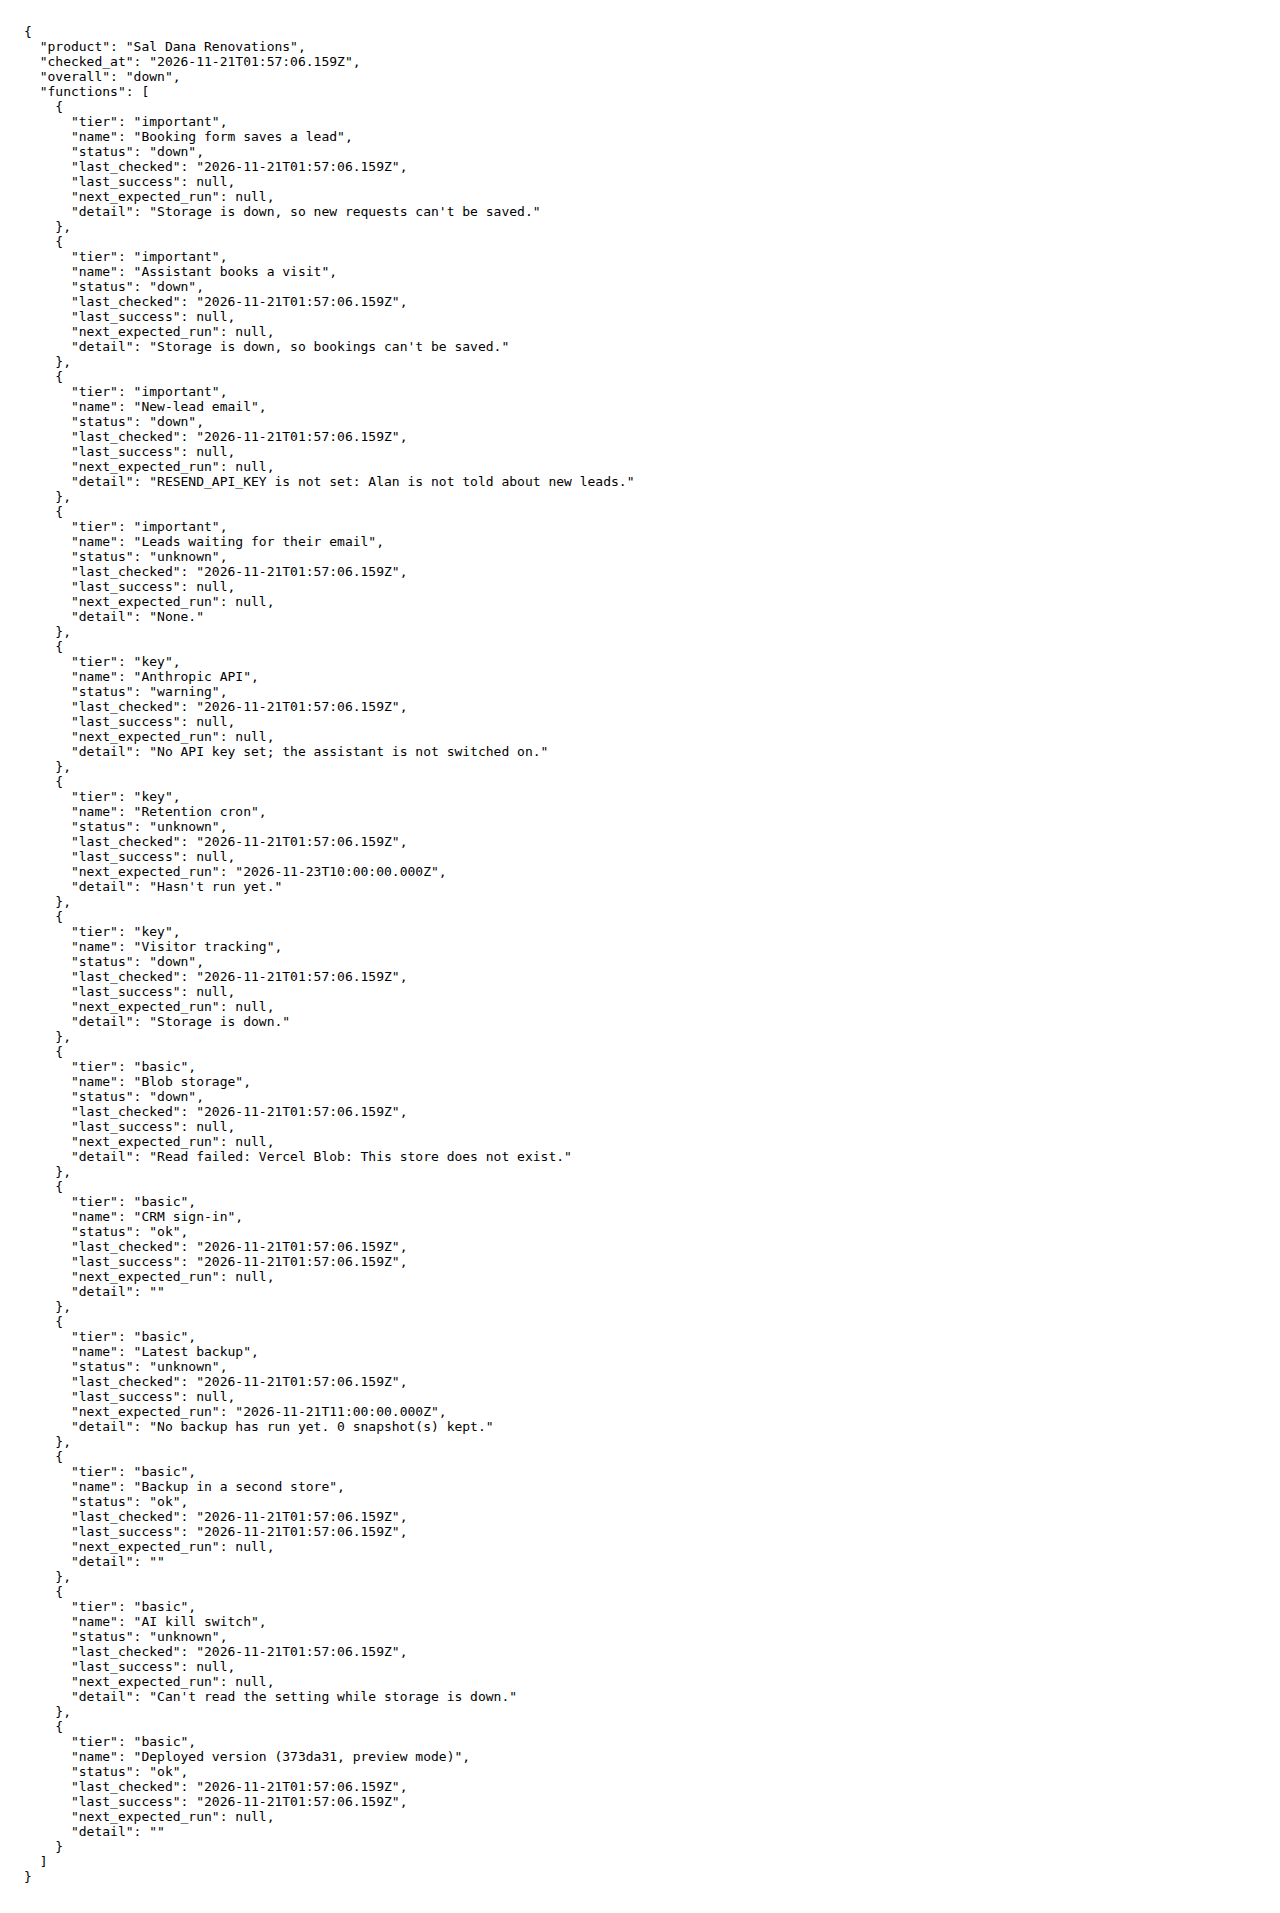 {
  "product": "Sal Dana Renovations",
  "checked_at": "2026-11-21T01:57:06.159Z",
  "overall": "down",
  "functions": [
    {
      "tier": "important",
      "name": "Booking form saves a lead",
      "status": "down",
      "last_checked": "2026-11-21T01:57:06.159Z",
      "last_success": null,
      "next_expected_run": null,
      "detail": "Storage is down, so new requests can't be saved."
    },
    {
      "tier": "important",
      "name": "Assistant books a visit",
      "status": "down",
      "last_checked": "2026-11-21T01:57:06.159Z",
      "last_success": null,
      "next_expected_run": null,
      "detail": "Storage is down, so bookings can't be saved."
    },
    {
      "tier": "important",
      "name": "New-lead email",
      "status": "down",
      "last_checked": "2026-11-21T01:57:06.159Z",
      "last_success": null,
      "next_expected_run": null,
      "detail": "RESEND_API_KEY is not set: Alan is not told about new leads."
    },
    {
      "tier": "important",
      "name": "Leads waiting for their email",
      "status": "unknown",
      "last_checked": "2026-11-21T01:57:06.159Z",
      "last_success": null,
      "next_expected_run": null,
      "detail": "None."
    },
    {
      "tier": "key",
      "name": "Anthropic API",
      "status": "warning",
      "last_checked": "2026-11-21T01:57:06.159Z",
      "last_success": null,
      "next_expected_run": null,
      "detail": "No API key set; the assistant is not switched on."
    },
    {
      "tier": "key",
      "name": "Retention cron",
      "status": "unknown",
      "last_checked": "2026-11-21T01:57:06.159Z",
      "last_success": null,
      "next_expected_run": "2026-11-23T10:00:00.000Z",
      "detail": "Hasn't run yet."
    },
    {
      "tier": "key",
      "name": "Visitor tracking",
      "status": "down",
      "last_checked": "2026-11-21T01:57:06.159Z",
      "last_success": null,
      "next_expected_run": null,
      "detail": "Storage is down."
    },
    {
      "tier": "basic",
      "name": "Blob storage",
      "status": "down",
      "last_checked": "2026-11-21T01:57:06.159Z",
      "last_success": null,
      "next_expected_run": null,
      "detail": "Read failed: Vercel Blob: This store does not exist."
    },
    {
      "tier": "basic",
      "name": "CRM sign-in",
      "status": "ok",
      "last_checked": "2026-11-21T01:57:06.159Z",
      "last_success": "2026-11-21T01:57:06.159Z",
      "next_expected_run": null,
      "detail": ""
    },
    {
      "tier": "basic",
      "name": "Latest backup",
      "status": "unknown",
      "last_checked": "2026-11-21T01:57:06.159Z",
      "last_success": null,
      "next_expected_run": "2026-11-21T11:00:00.000Z",
      "detail": "No backup has run yet. 0 snapshot(s) kept."
    },
    {
      "tier": "basic",
      "name": "Backup in a second store",
      "status": "ok",
      "last_checked": "2026-11-21T01:57:06.159Z",
      "last_success": "2026-11-21T01:57:06.159Z",
      "next_expected_run": null,
      "detail": ""
    },
    {
      "tier": "basic",
      "name": "AI kill switch",
      "status": "unknown",
      "last_checked": "2026-11-21T01:57:06.159Z",
      "last_success": null,
      "next_expected_run": null,
      "detail": "Can't read the setting while storage is down."
    },
    {
      "tier": "basic",
      "name": "Deployed version (373da31, preview mode)",
      "status": "ok",
      "last_checked": "2026-11-21T01:57:06.159Z",
      "last_success": "2026-11-21T01:57:06.159Z",
      "next_expected_run": null,
      "detail": ""
    }
  ]
}